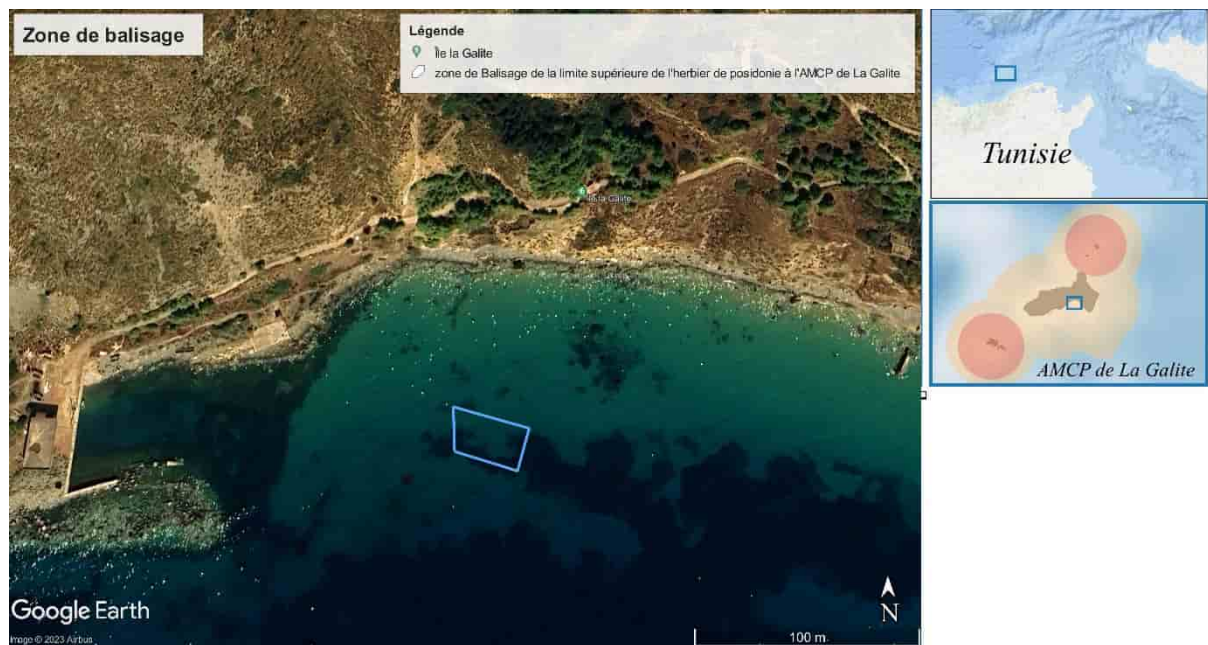 Zone de balisage
Légende
Île la Galite
zone de Balisage de la limite supérieure de l'herbier de posidonie à l'AMCP de La Galite
Île la Galite
Google Earth
Image © 2023 Airbus
N
100 m
Tunisie
AMCP de La Galite